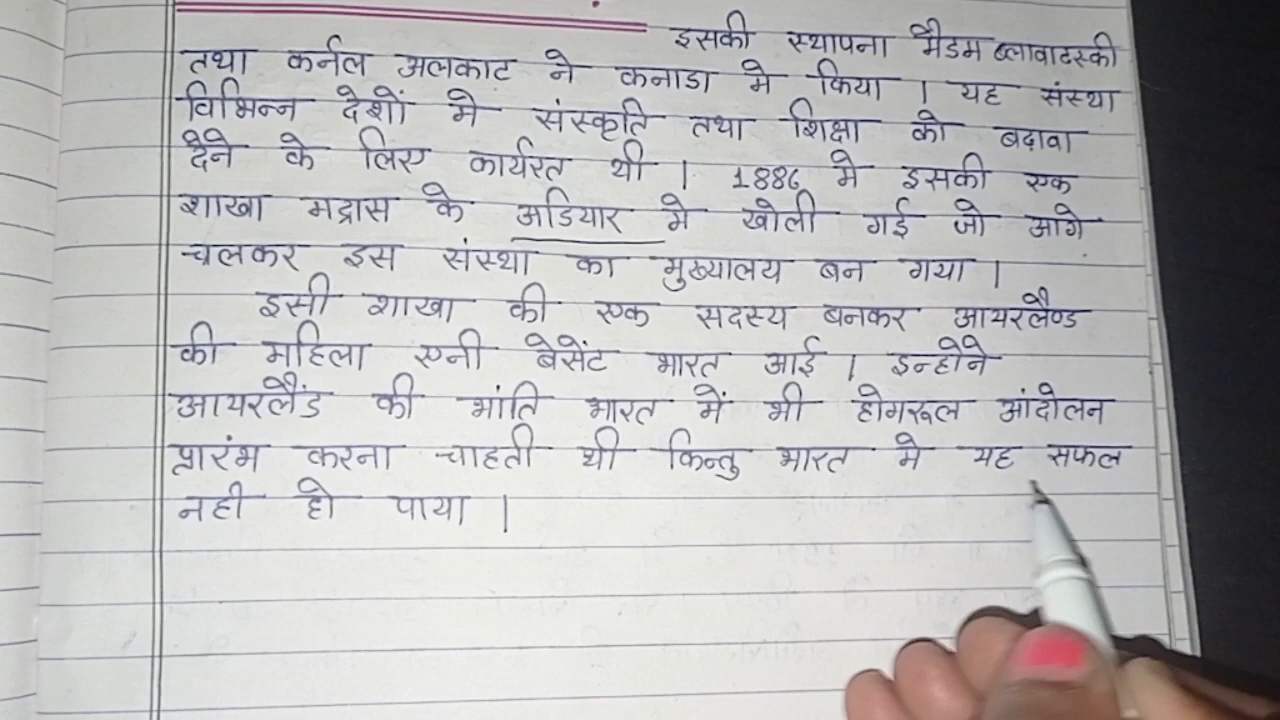 इसकी स्थापना मैडम ब्लावाटस्की
तथा कर्नल अलकाट ने कनाडा मे किया । यह संस्था
विभिन्न देशों मे संस्कृति तथा शिक्षा को बढ़ावा
देने के लिए कार्यरत थी । 1886 मे इसकी एक
शाखा मद्रास के अडियार मे खोली गई जो आगे
चलकर इस संस्था का मुख्यालय बन गया ।
इसी शाखा की एक सदस्य बनकर आयरलैण्ड
की महिला एनी बेसेंट भारत आई । इन्होने
आयरलैंड की भांति भारत में भी होमरूल आंदोलन
प्रारंभ करना चाहती थी किन्तु भारत मे यह सफल
नही हो पाया ।